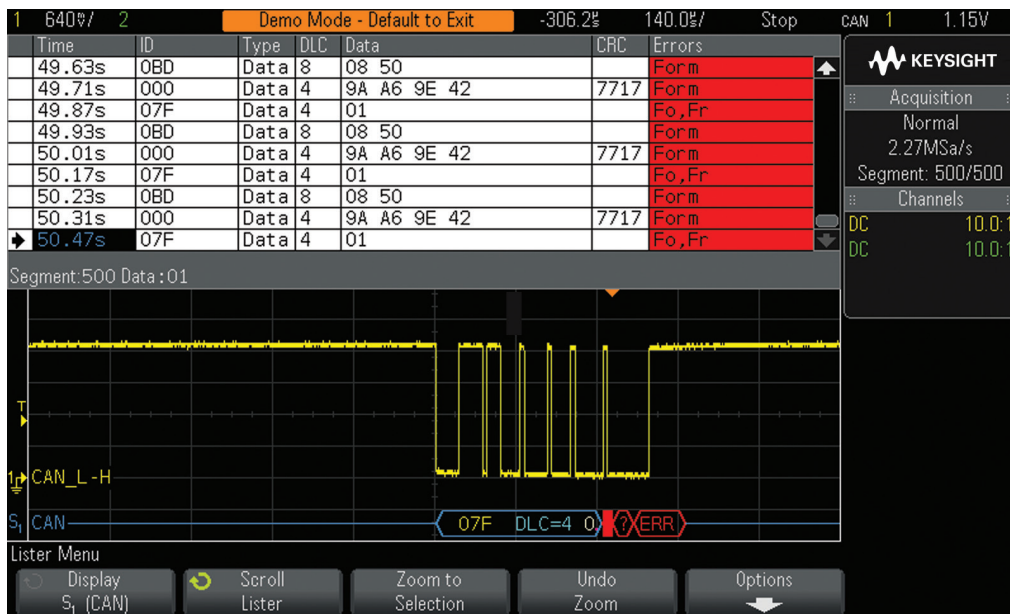 1 640▿/ 2 Demo Mode - Default to Exit -306.2µs 140.0µs/ Stop CAN 1 1.15V
Time ID Type DLC Data CRC Errors
49.63s 0BD Data 8 08 50 Form
49.71s 000 Data 4 9A A6 9E 42 7717 Form
49.87s 07F Data 4 01 Fo,Fr
49.93s 0BD Data 8 08 50 Form
50.01s 000 Data 4 9A A6 9E 42 7717 Form
50.17s 07F Data 4 01 Fo,Fr
50.23s 0BD Data 8 08 50 Form
50.31s 000 Data 4 9A A6 9E 42 7717 Form
50.47s 07F Data 4 01 Fo,Fr
Segment:500 Data:01
KEYSIGHT
Acquisition
Normal
2.27MSa/s
Segment: 500/500
Channels
DC 10.0:1
DC 10.0:1
T
1 CAN_L-H
S1 CAN 07F DLC=4 0 ? ERR
Lister Menu
Display
S1 (CAN)
Scroll
Lister
Zoom to
Selection
Undo
Zoom
Options